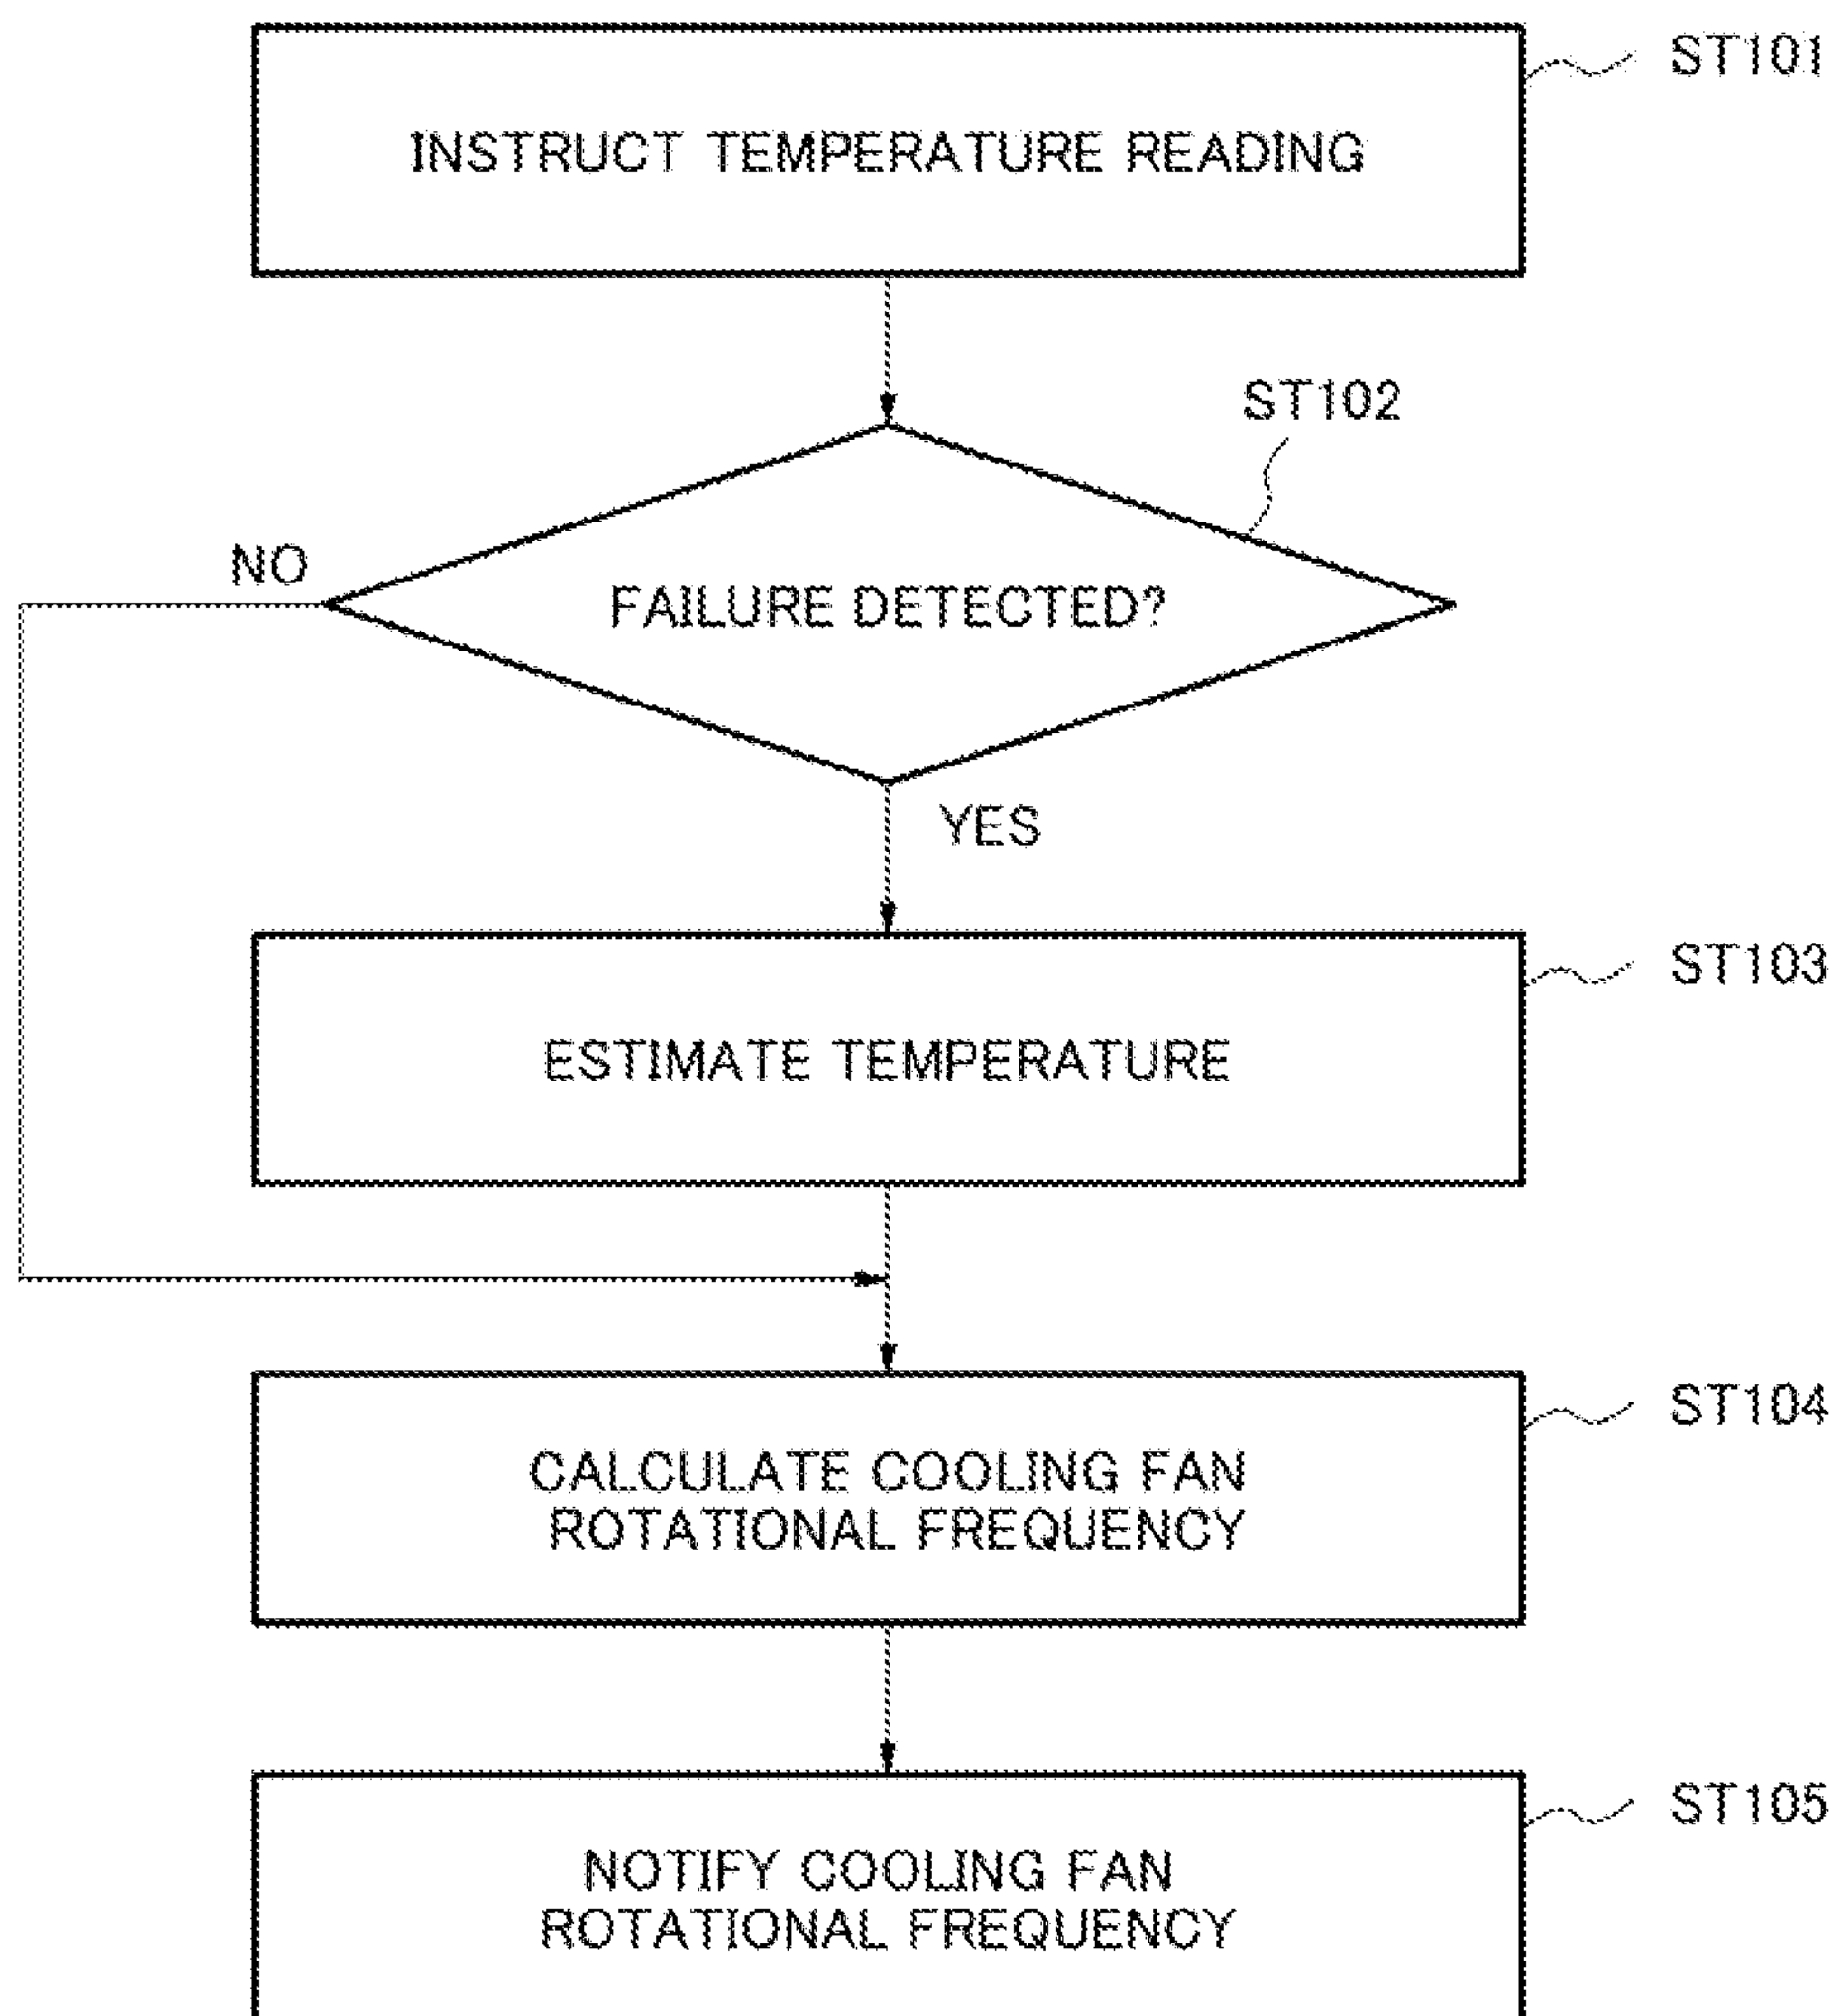 ST101
INSTRUCT TEMPERATURE READING
ST102
NO
FAILURE DETECTED?
YES
ST103
ESTIMATE TEMPERATURE
ST104
CALCULATE COOLING FAN
ROTATIONAL FREQUENCY
ST105
NOTIFY COOLING FAN
ROTATIONAL FREQUENCY